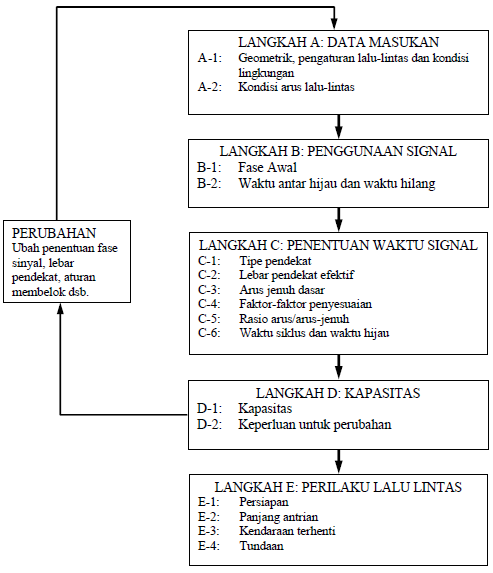 LANGKAH A: DATA MASUKAN
A-1: Geometrik, pengaturan lalu-lintas dan kondisi
lingkungan
A-2: Kondisi arus lalu-lintas
LANGKAH B: PENGGUNAAN SIGNAL
B-1: Fase Awal
B-2: Waktu antar hijau dan waktu hilang
PERUBAHAN
Ubah penentuan fase
sinyal, lebar
pendekat, aturan
membelok dsb.
LANGKAH C: PENENTUAN WAKTU SIGNAL
C-1: Tipe pendekat
C-2: Lebar pendekat efektif
C-3: Arus jenuh dasar
C-4: Faktor-faktor penyesuaian
C-5: Rasio arus/arus-jenuh
C-6: Waktu siklus dan waktu hijau
LANGKAH D: KAPASITAS
D-1: Kapasitas
D-2: Keperluan untuk perubahan
LANGKAH E: PERILAKU LALU LINTAS
E-1: Persiapan
E-2: Panjang antrian
E-3: Kendaraan terhenti
E-4: Tundaan